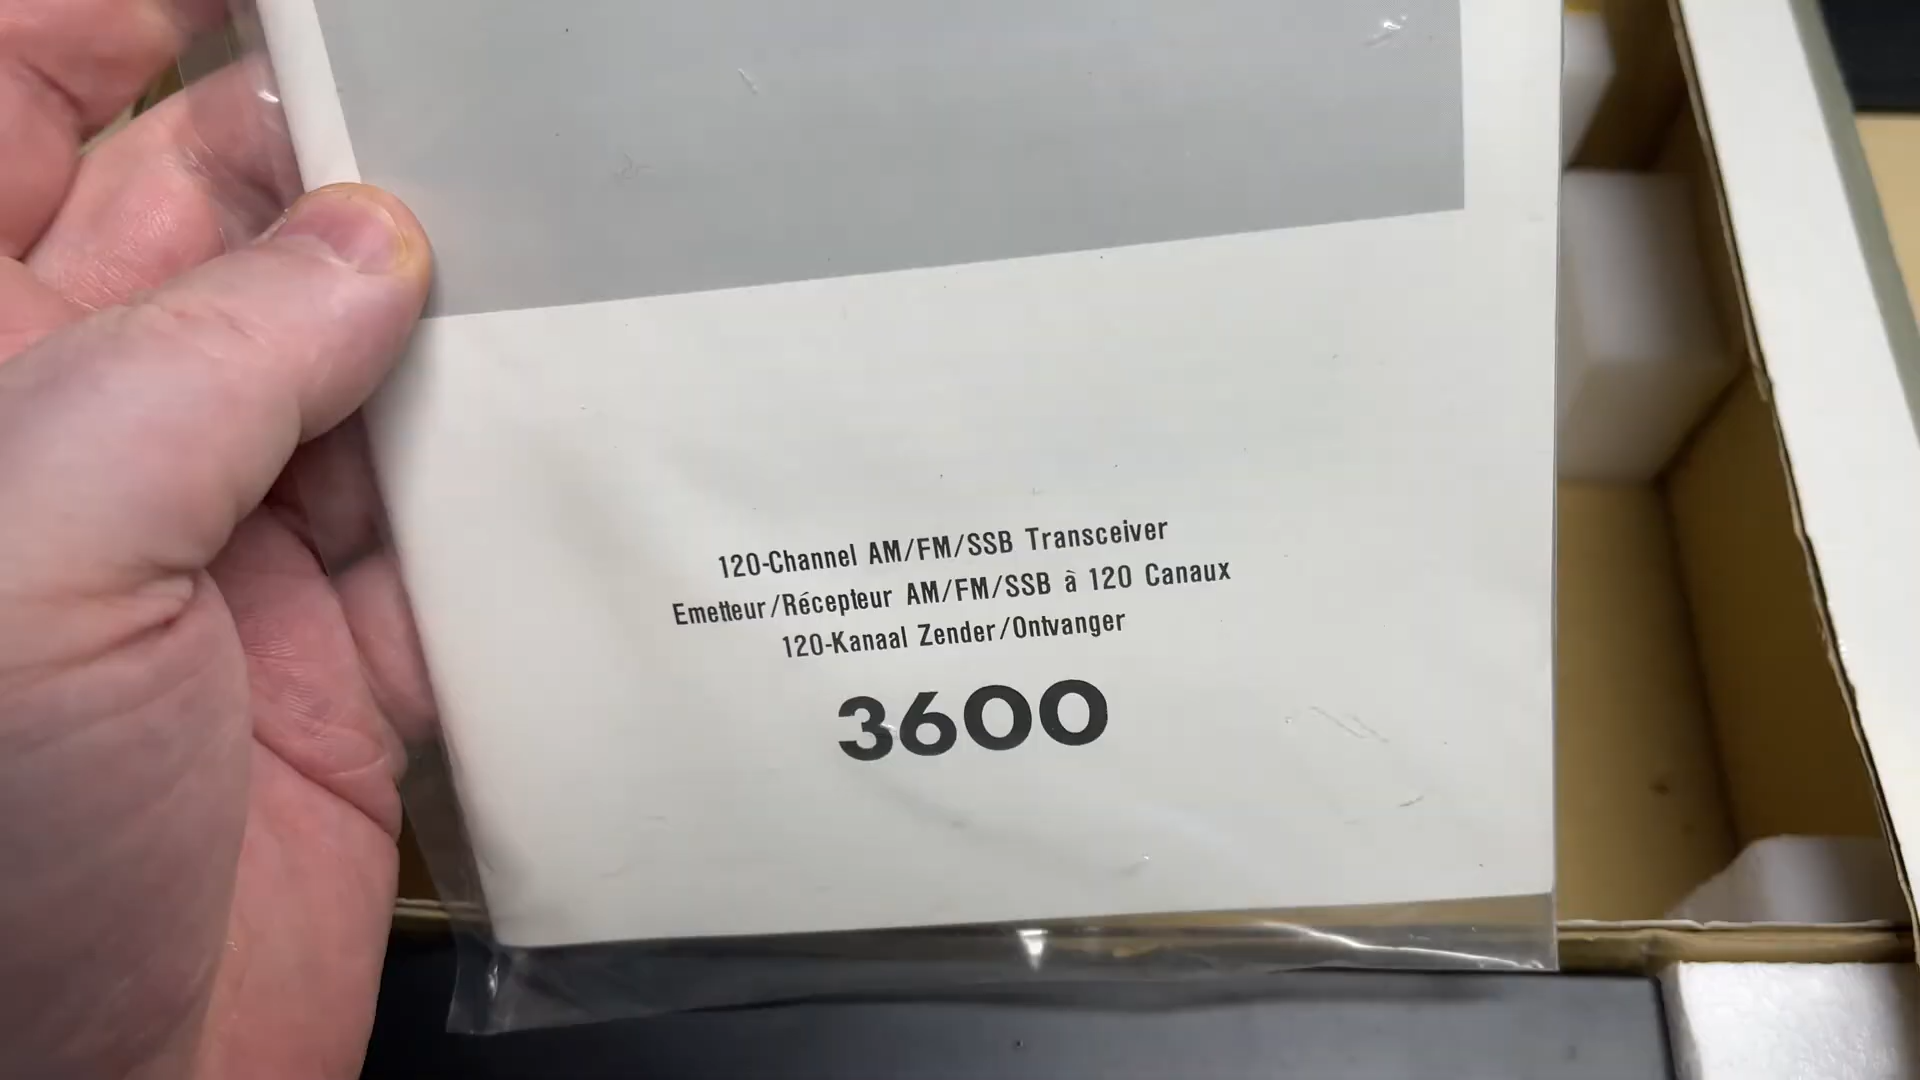 120-Channel AM/FM/SSB Transceiver
Emetteur/Récepteur AM/FM/SSB à 120 Canaux
120-Kanaal Zender/Ontvanger
3600